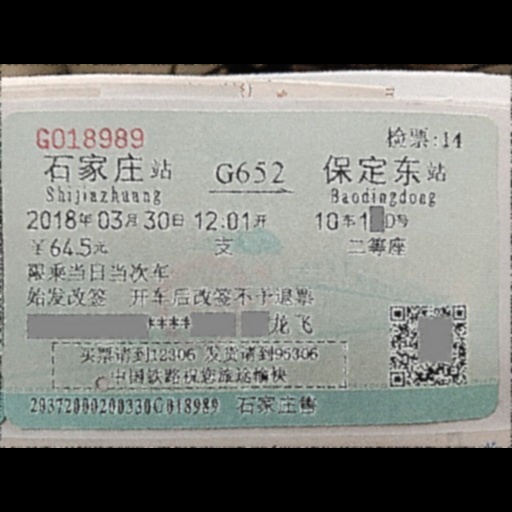 G018989 检票:14
石家庄站 G652 保定东站
Shijiazhuang Baodingdong
2018年03月30日 12:01开 10车1 0号
￥64.5元 支 二等座
限乘当日当次车
始发改签 开车后改签不予退票
**** 龙飞
买票请到12306 发货请到95306
中国铁路祝您旅途愉快
29372000200330G018989 石家庄售